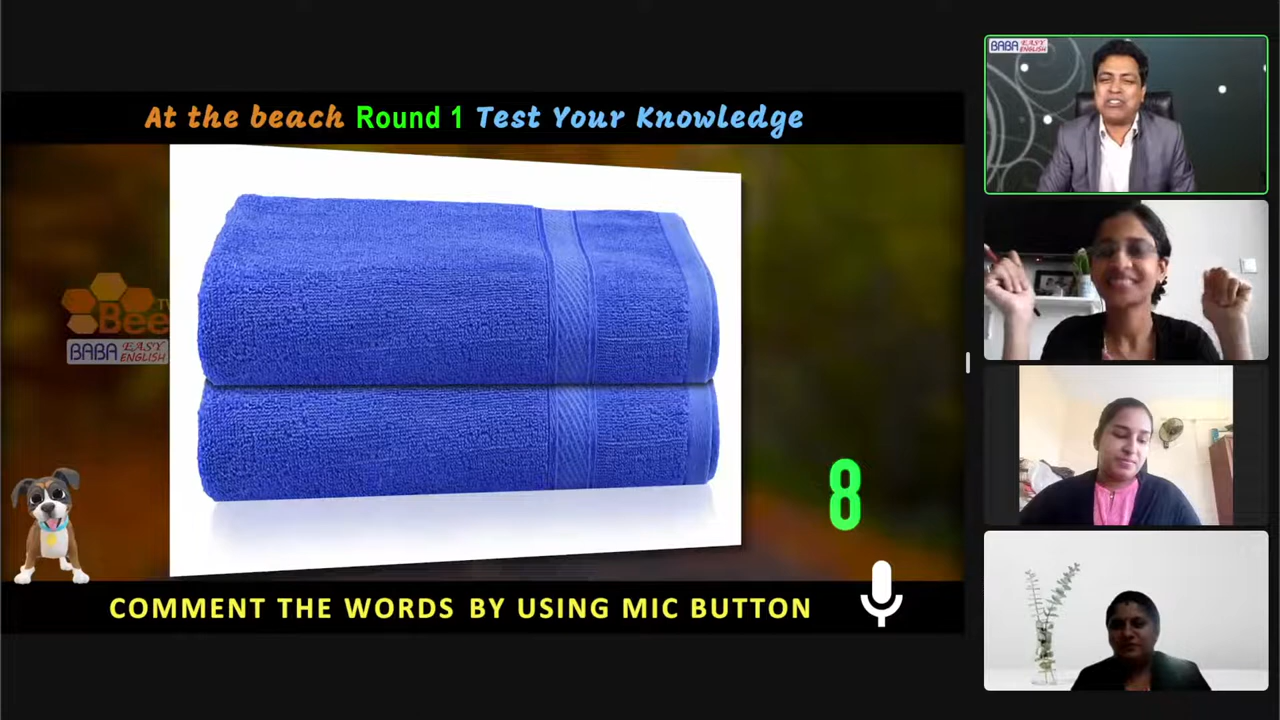 At the beach Round 1 Test Your Knowledge
Bee TV
BABA EASY ENGLISH
8
COMMENT THE WORDS BY USING MIC BUTTON
BABA EASY ENGLISH